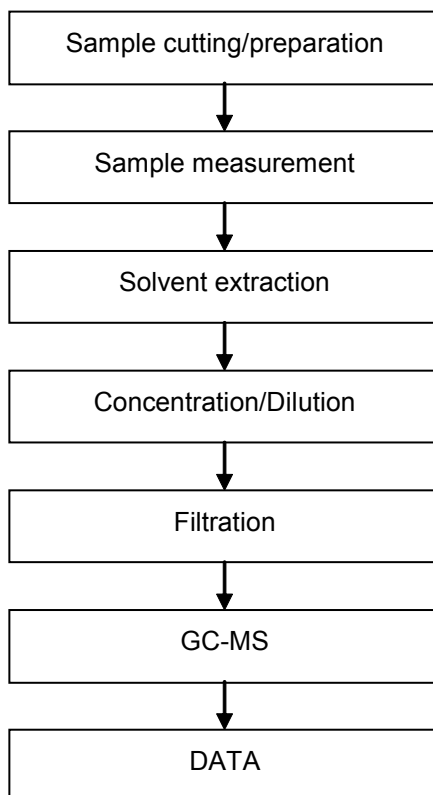 Sample cutting/preparation
Sample measurement
Solvent extraction
Concentration/Dilution
Filtration
GC-MS
DATA